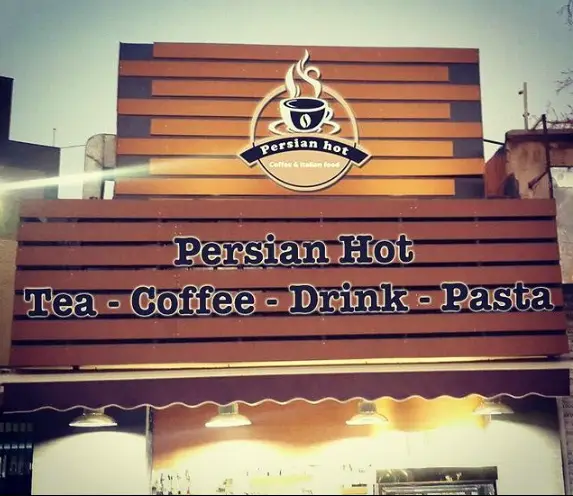 Persian hot
Coffee & Italian food
Persian Hot
Tea - Coffee - Drink - Pasta